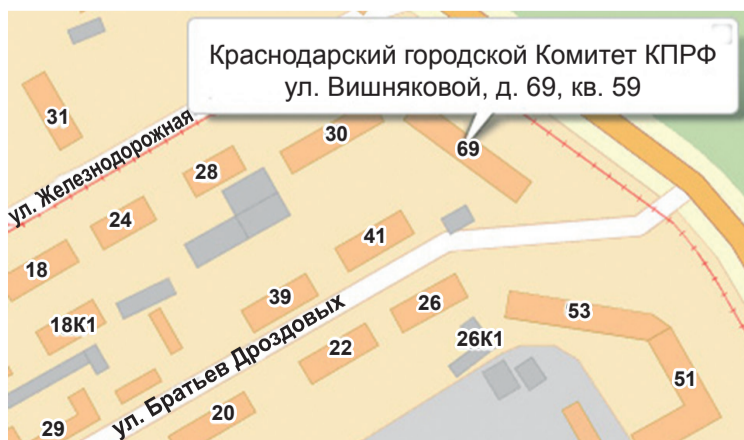 Краснодарский городской Комитет КПРФ
ул. Вишняковой, д. 69, кв. 59
31
ул. Железнодорожная
30
69
28
24
41
18
39
26
18К1
53
ул. Братьев Дроздовых
22
26К1
51
20
29